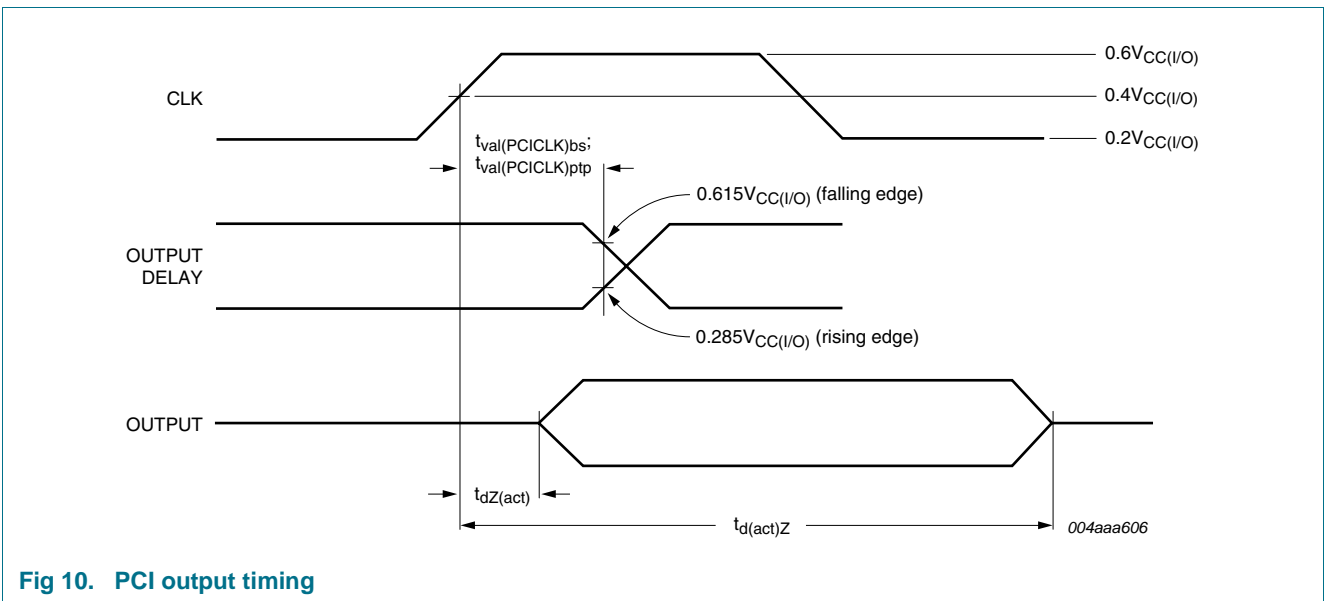 0.6VCC(I/O)
CLK
0.4VCC(I/O)
0.2VCC(I/O)
tval(PCICLK)bs;
tval(PCICLK)ptp
0.615VCC(I/O) (falling edge)
OUTPUT
DELAY
0.285VCC(I/O) (rising edge)
OUTPUT
tdZ(act)
td(act)Z
004aaa606
Fig 10. PCI output timing